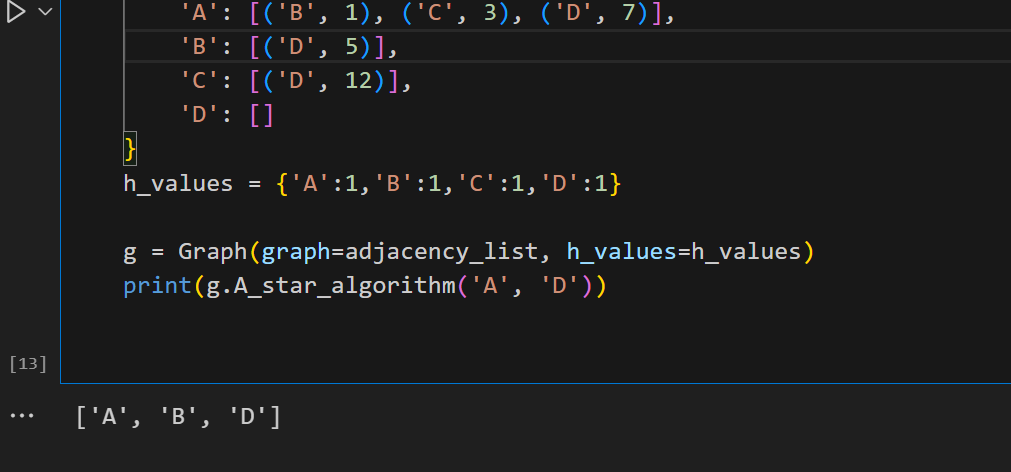 'A': [('B', 1), ('C', 3), ('D', 7)],
'B': [('D', 5)],
'C': [('D', 12)],
'D': []
}
h_values = {'A':1,'B':1,'C':1,'D':1}
g = Graph(graph=adjacency_list, h_values=h_values)
print(g.A_star_algorithm('A', 'D'))
[13]
... ['A', 'B', 'D']